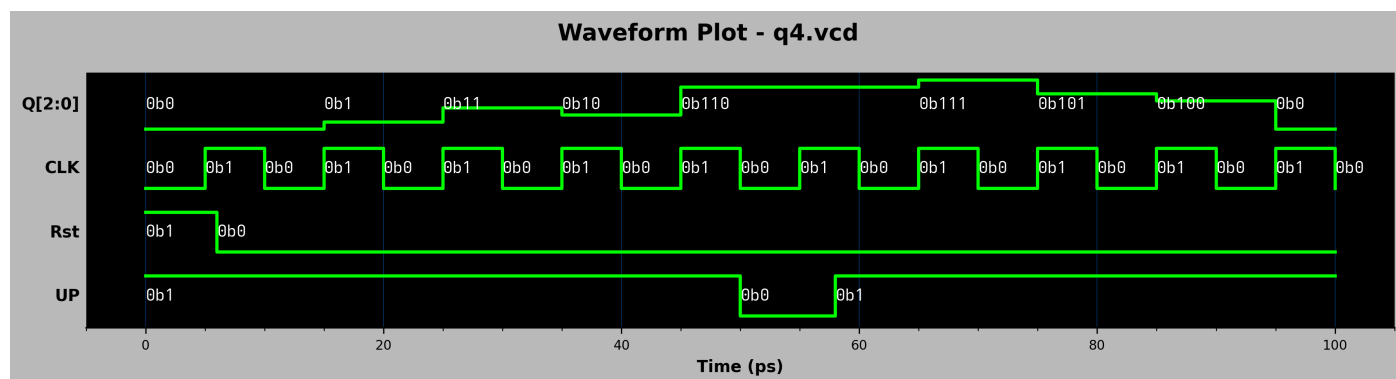 Waveform Plot - q4.vcd
Q[2:0] 0b0 0b1 0b11 0b10 0b110 0b111 0b101 0b100 0b0
CLK 0b0 0b1 0b0 0b1 0b0 0b1 0b0 0b1 0b0 0b1 0b0 0b1 0b0 0b1 0b0 0b1 0b0 0b1 0b0 0b1 0b0
Rst 0b1 0b0
UP 0b1 0b0 0b1
0 20 40 60 80 100
Time (ps)